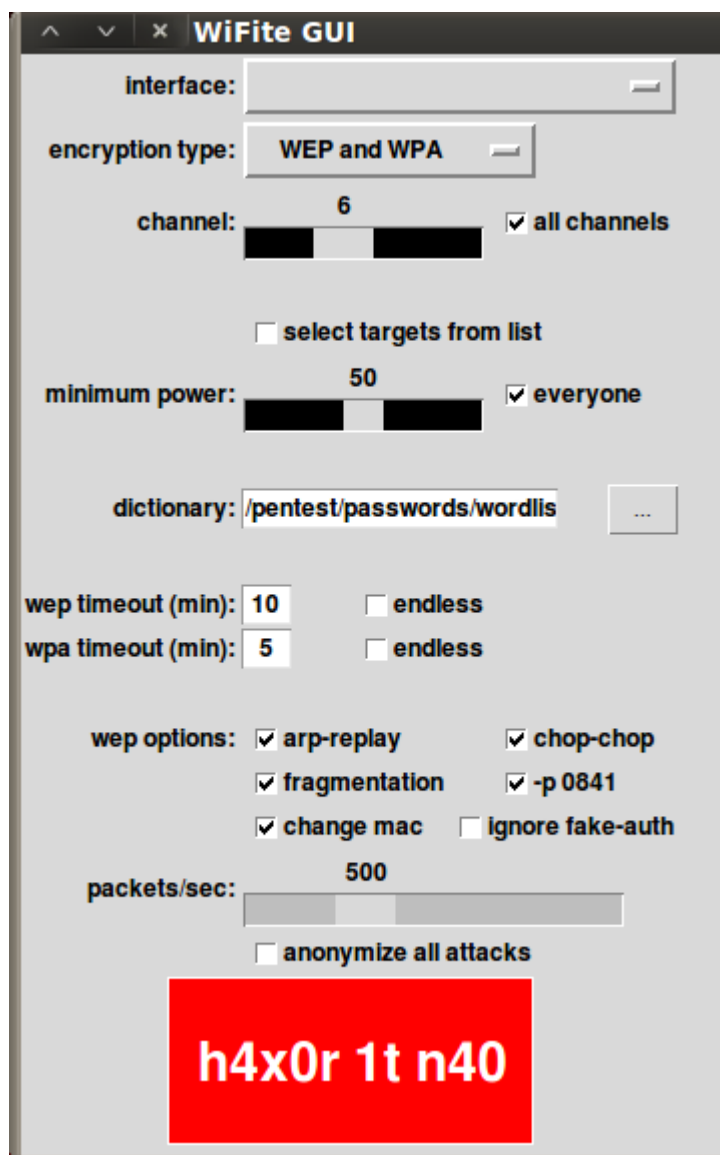 WiFite GUI
interface:
encryption type: WEP and WPA
6
channel: all channels
select targets from list
50
minimum power: everyone
dictionary: /pentest/passwords/wordlis ...
wep timeout (min): 10 endless
wpa timeout (min): 5 endless
wep options: arp-replay chop-chop
fragmentation -p 0841
change mac ignore fake-auth
500
packets/sec:
anonymize all attacks
h4x0r 1t n40